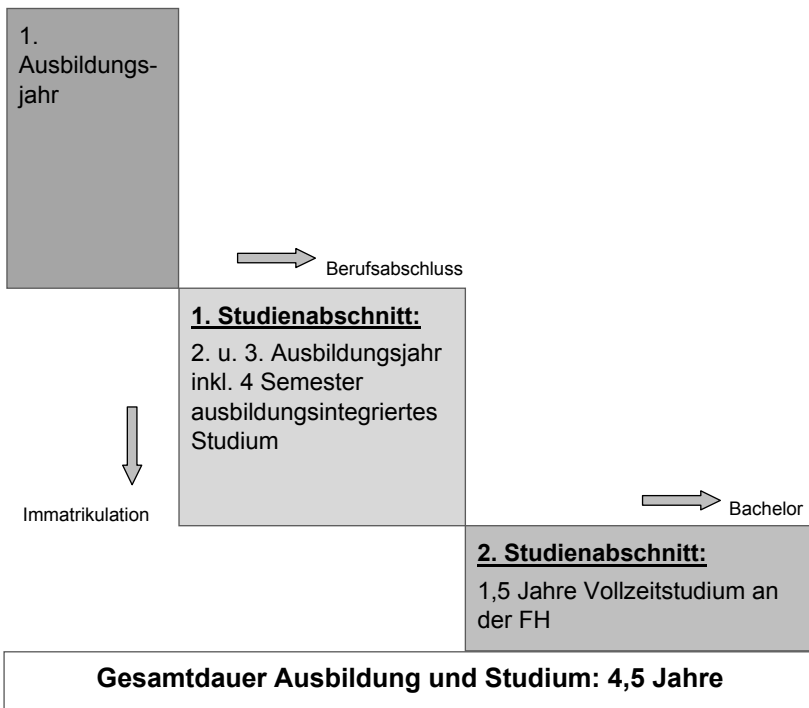 1.
Ausbildungs-
jahr
Berufsabschluss
1. Studienabschnitt:
2. u. 3. Ausbildungsjahr
inkl. 4 Semester
ausbildungsintegriertes
Studium
Immatrikulation
Bachelor
2. Studienabschnitt:
1,5 Jahre Vollzeitstudium an
der FH
Gesamtdauer Ausbildung und Studium: 4,5 Jahre